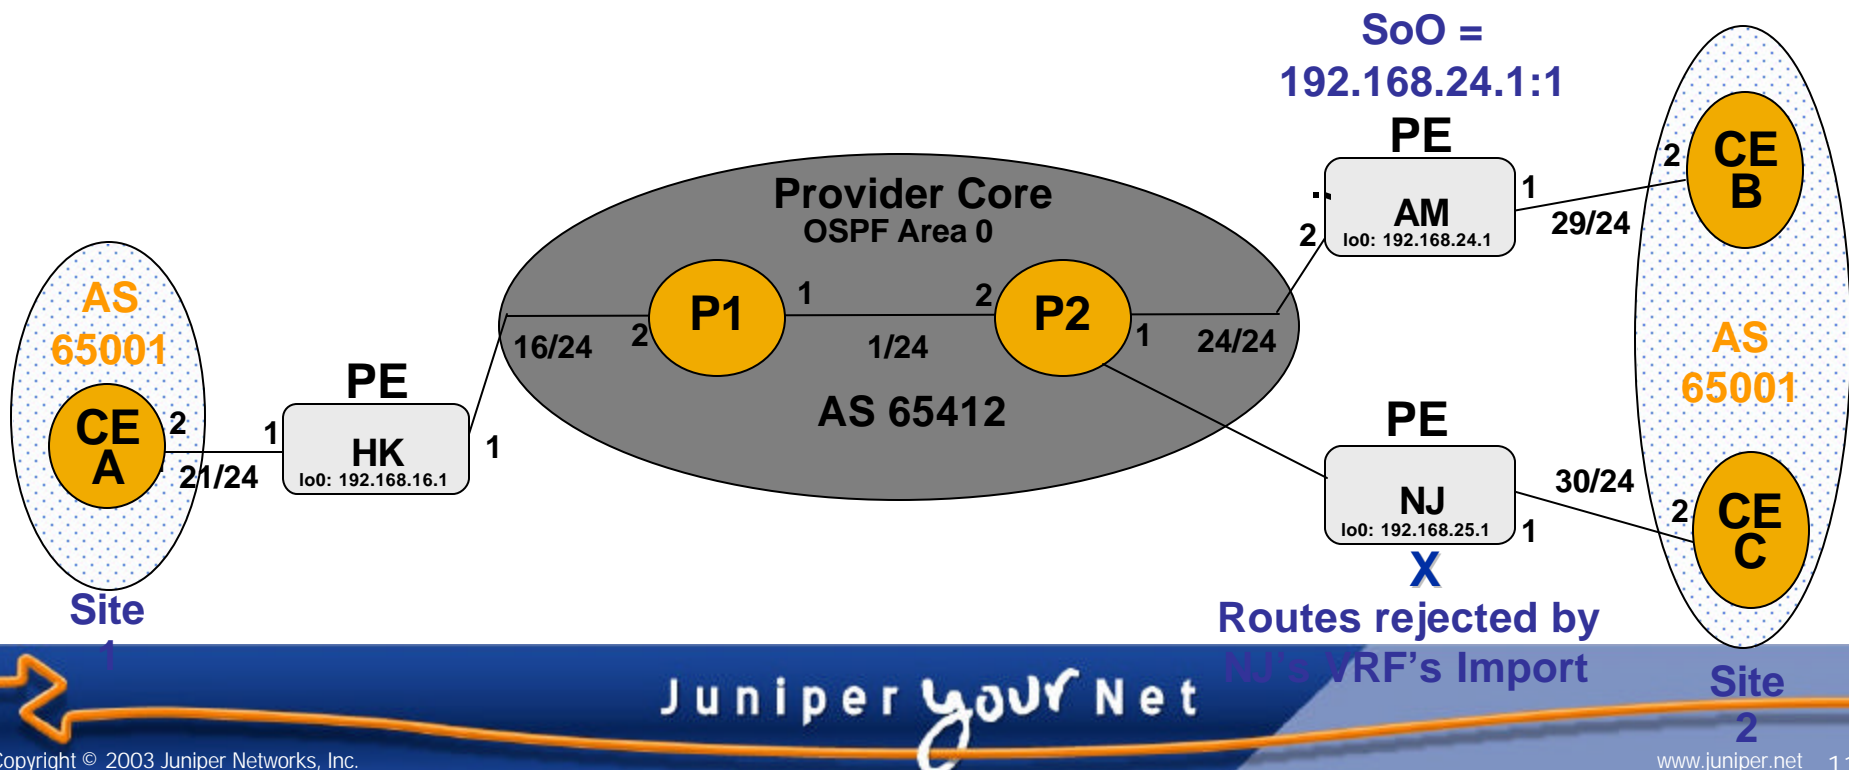 SoO =
192.168.24.1:1
PE
AM
lo0: 192.168.24.1
1
2
29/24
2
CE
B
Provider Core
OSPF Area 0
P1
1
2
P2
16/24
2
1/24
1
24/24
AS 65412
AS
65001
CE
A
2
21/24
1
PE
HK
lo0: 192.168.16.1
1
Site
1
AS
65001
PE
NJ
lo0: 192.168.25.1
1
30/24
2
CE
C
X
Routes rejected by
NJ's VRF's Import
Site
2
Juniper your Net
Copyright © 2003 Juniper Networks, Inc.
www.juniper.net